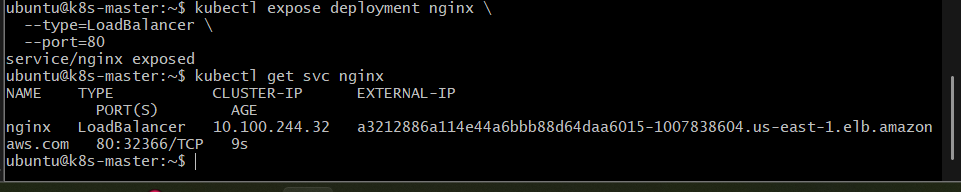 ubuntu@k8s-master:~$ kubectl expose deployment nginx \
  --type=LoadBalancer \
  --port=80
service/nginx exposed
ubuntu@k8s-master:~$ kubectl get svc nginx
NAME    TYPE           CLUSTER-IP      EXTERNAL-IP
        PORT(S)        AGE
nginx   LoadBalancer   10.100.244.32   a3212886a114e44a6bbb88d64daa6015-1007838604.us-east-1.elb.amazon
aws.com   80:32366/TCP   9s
ubuntu@k8s-master:~$